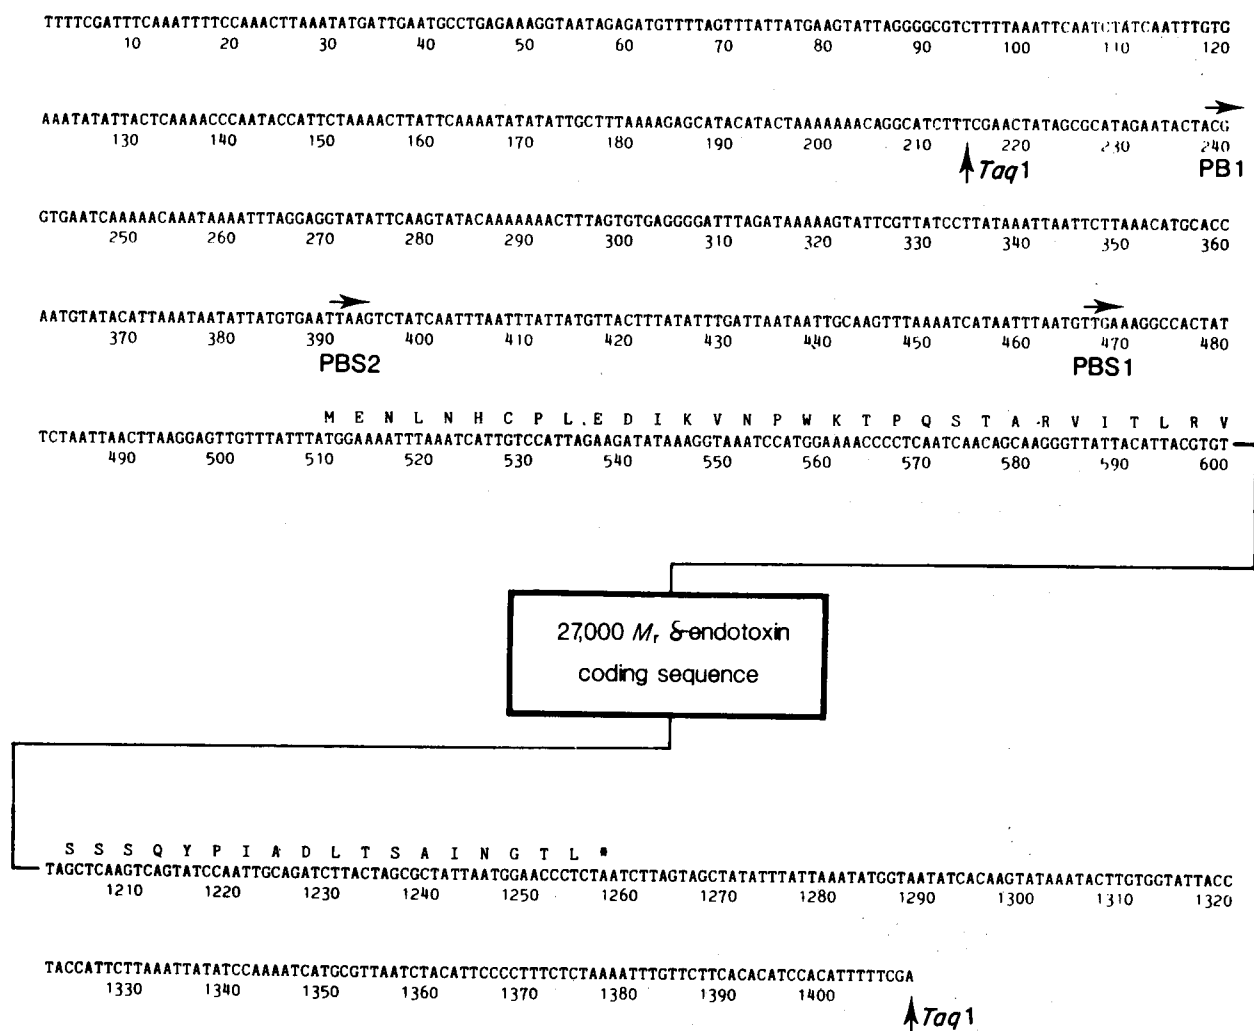 TTTTCGATTTCAAATTTTCCAAACTTAAATATGATTGAATGCCTGAGAAAGGTAATAGAGATGTTTTAGTTTATTATGAAGTATTAGGGGCGTCTTTTAAATTCAATCTATCAATTTGTG
10 20 30 40 50 60 70 80 90 100 110 120
AAATATATTACTCAAAACCCAATACCATTCTAAAACTTATTCAAAATATATATTGCTTTAAAAGAGCATACATACTAAAAAAACAGGCATCTTTCGAACTATAGCGCATAGAATACTACG
130 140 150 160 170 180 190 200 210 220 230 240
Taq1 PB1
GTGAATCAAAAACAAATAAAATTTAGGAGGTATATTCAAGTATACAAAAAAACTTTAGTGTGAGGGGATTTAGATAAAAAGTATTCGTTATCCTTATAAATTAATTCTTAAACATGCACC
250 260 270 280 290 300 310 320 330 340 350 360
AATGTATACATTAAATAATATTATGTGAATTAAGTCTATCAATTTAATTTATTATGTTACTTTATATTTGATTAATAATTGCAAGTTTAAAATCATAATTTAATGTTGAAAGGCCACTAT
370 380 390 400 410 420 430 440 450 460 470 480
PBS2 PBS1
M E N L N H C P L E D I K V N P W K T P Q S T A R V I T L R V
TCTAATTAACTTAAGGAGTTGTTTATTTATGGAAAATTTAAATCATTGTCCATTAGAAGATATAAAGGTAAATCCATGGAAAACCCCTCAATCAACAGCAAGGGTTATTACATTACGTGT
490 500 510 520 530 540 550 560 570 580 590 600
27,000 Mr δ-endotoxin
coding sequence
S S S Q Y P I A D L T S A I N G T L *
TAGCTCAAGTCAGTATCCAATTGCAGATCTTACTAGCGCTATTAATGGAACCCTCTAATCTTAGTAGCTATATTTATTAAATATGGTAATATCACAAGTATAAATACTTGTGGTATTACC
1210 1220 1230 1240 1250 1260 1270 1280 1290 1300 1310 1320
TACCATTCTTAAATTATATCCAAAATCATGCGTTAATCTACATTCCCCTTTCTCTAAAATTTGTTCTTCACACATCCACATTTTTCGA
1330 1340 1350 1360 1370 1380 1390 1400
Taq1